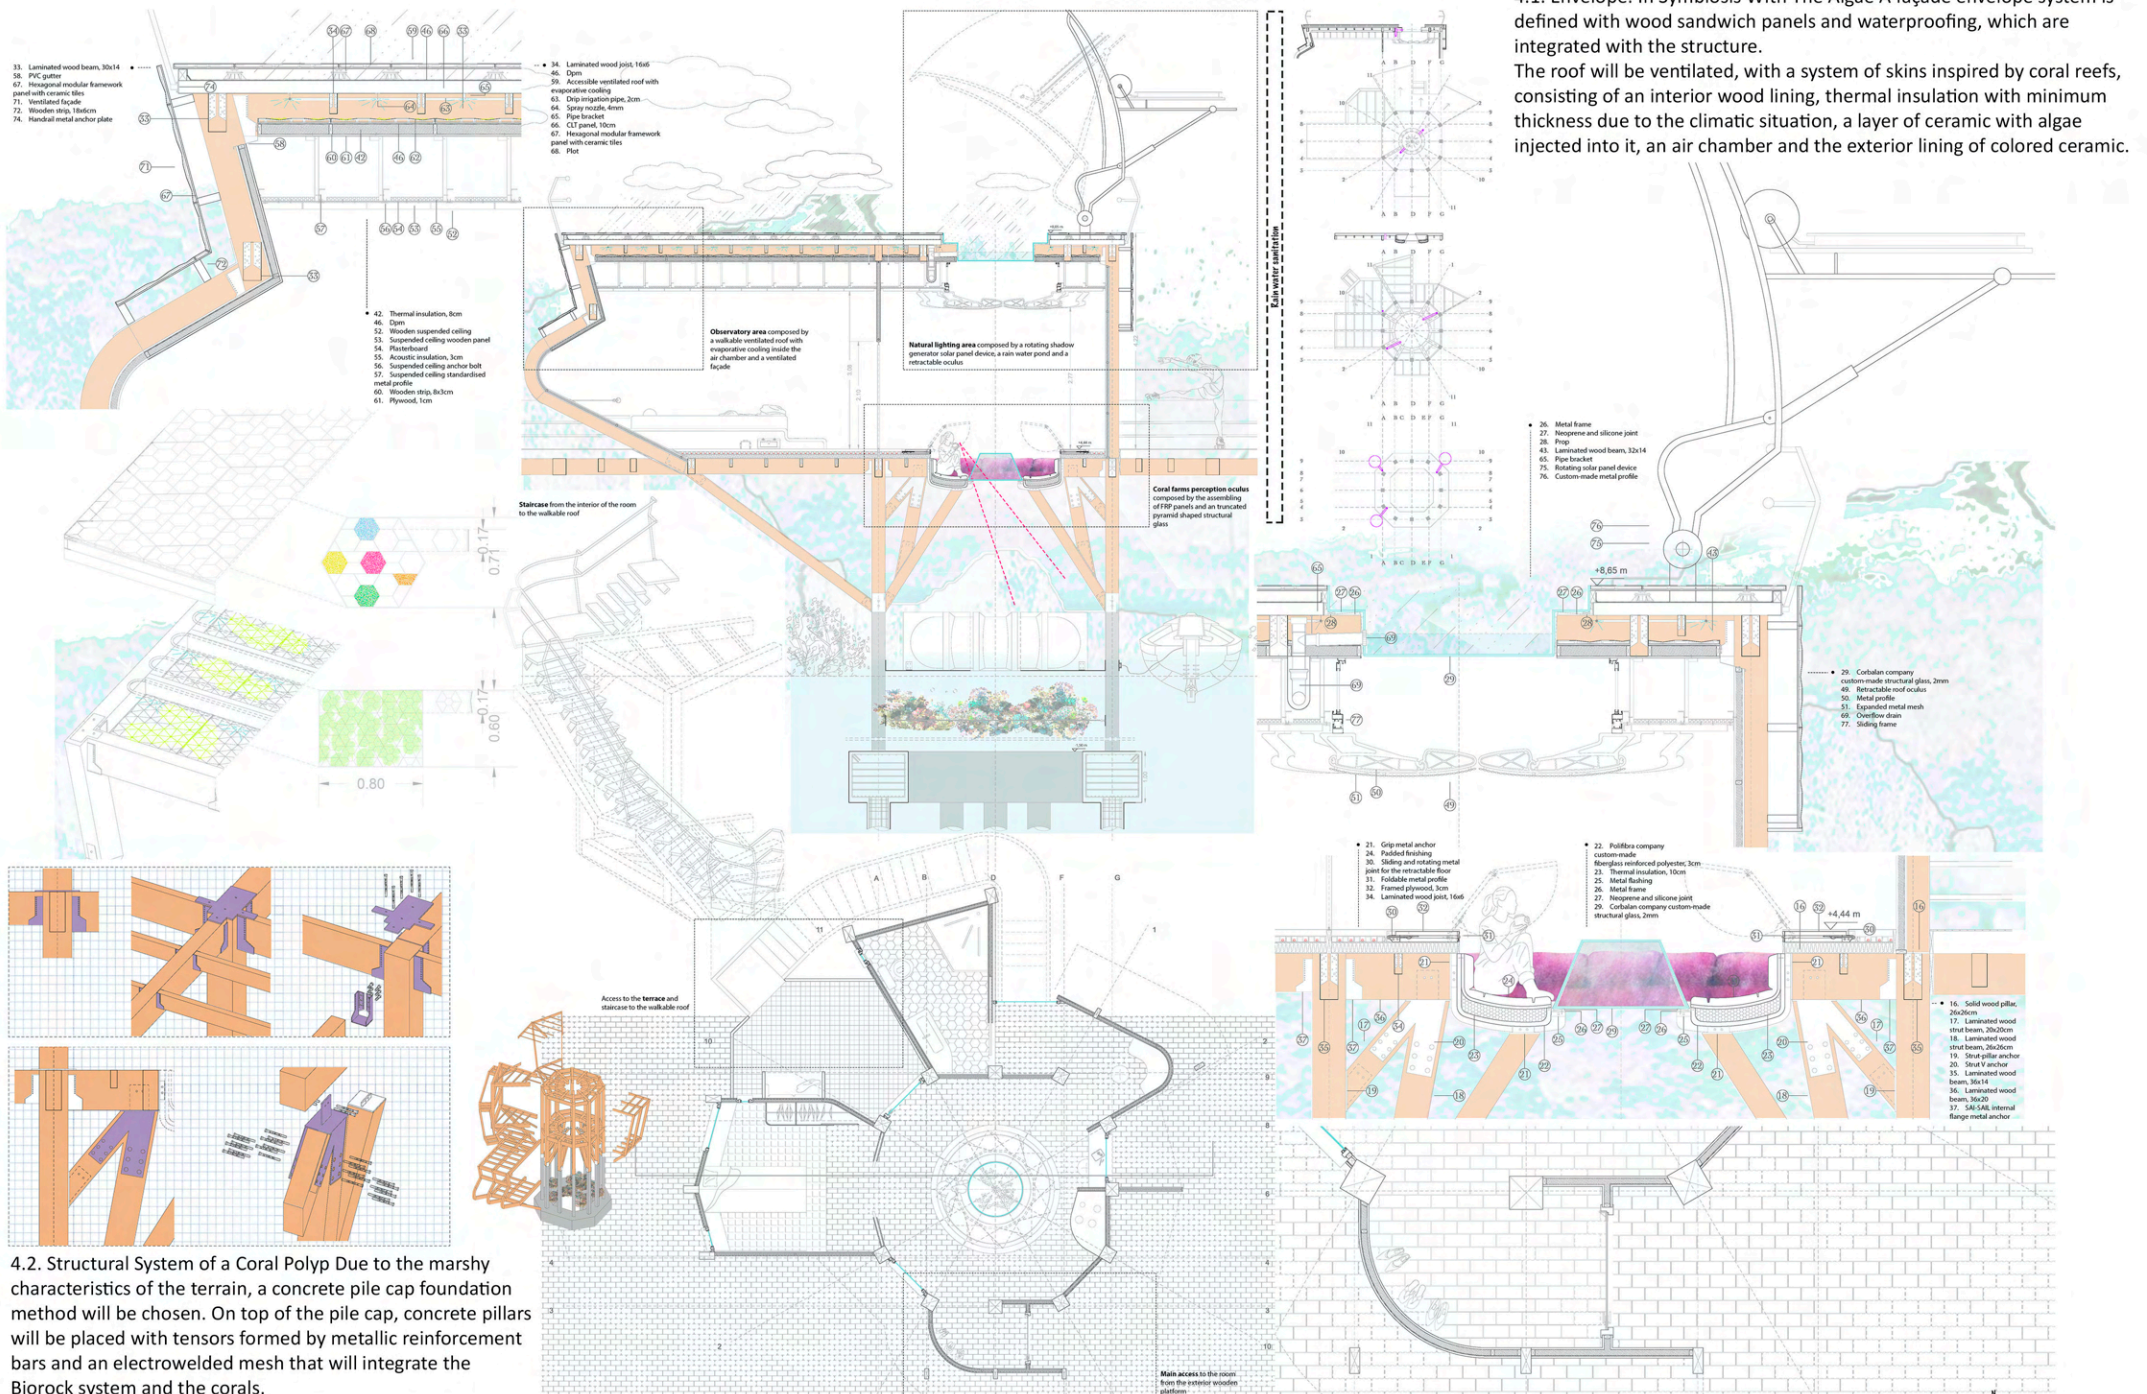 4.1. Envelope: In Symbiosis With The Algae A façade envelope system is
defined with wood sandwich panels and waterproofing, which are
integrated with the structure.
The roof will be ventilated, with a system of skins inspired by coral reefs,
consisting of an interior wood lining, thermal insulation with minimum
thickness due to the climatic situation, a layer of ceramic with algae
injected into it, an air chamber and the exterior lining of colored ceramic.
33. Laminated wood beam, 30x14
58. PVC gutter
67. Hexagonal modular framework
panel with ceramic tiles
71. Ventilated façade
72. Wooden strip, 18x6cm
74. Handrail metal anchor plate
34. Laminated wood joist, 16x6
46. Dpm
59. Accessible ventilated roof with
evaporative cooling
63. Drip irrigation pipe, 2cm
64. Spray nozzle, 4mm
65. Pipe bracket
66. CLT panel, 10cm
67. Hexagonal modular framework
panel with ceramic tiles
68. Plot
42. Thermal insulation, 8cm
46. Dpm
52. Wooden suspended ceiling
53. Suspended ceiling wooden panel
54. Plasterboard
55. Acoustic insulation, 3cm
56. Suspended ceiling anchor bolt
57. Suspended ceiling standardised
metal profile
60. Wooden strip, 8x3cm
61. Plywood, 1cm
Observatory area composed by
a walkable ventilated roof with
evaporative cooling inside the
air chamber and a ventilated
façade
Natural lighting area composed by a rotating shadow
generator solar panel device, a rain water pond and a
retractable oculus
Rain water sanitation
26. Metal frame
27. Neoprene and silicone joint
28. Prop
43. Laminated wood beam, 32x14
65. Pipe bracket
75. Rotating solar panel device
76. Custom-made metal profile
Staircase from the interior of the room
to the walkable roof
Coral farms perception oculus
composed by the assembling
of FRP panels and an truncated
pyramid shaped structural
glass
0.17
0.71
0.17
0.60
0.80
+8,65 m
29. Corbalan company
custom-made structural glass, 2mm
49. Retractable roof oculus
50. Metal profile
51. Expanded metal mesh
69. Overflow drain
77. Sliding frame
21. Grip metal anchor
24. Padded finishing
30. Sliding and rotating metal
joint for the retractable floor
31. Foldable metal profile
32. Framed plywood, 3cm
34. Laminated wood joist, 16x6
22. Polifibra company
custom-made
fiberglass reinforced polyester, 3cm
23. Thermal insulation, 10cm
25. Metal flashing
26. Metal frame
27. Neoprene and silicone joint
29. Corbalan company custom-made
structural glass, 2mm
+4,44 m
16. Solid wood pillar,
26x26cm
17. Laminated wood
strut beam, 20x20cm
18. Laminated wood
strut beam, 26x26cm
19. Strut-pillar anchor
20. Strut V anchor
35. Laminated wood
beam, 36x14
36. Laminated wood
beam, 36x20
37. SAI-SAIL internal
flange metal anchor
A B D F G
Access to the terrace and
staircase to the walkable roof
Main access to the room
from the exterior wooden
platform
4.2. Structural System of a Coral Polyp Due to the marshy
characteristics of the terrain, a concrete pile cap foundation
method will be chosen. On top of the pile cap, concrete pillars
will be placed with tensors formed by metallic reinforcement
bars and an electrowelded mesh that will integrate the
Biorock system and the corals.